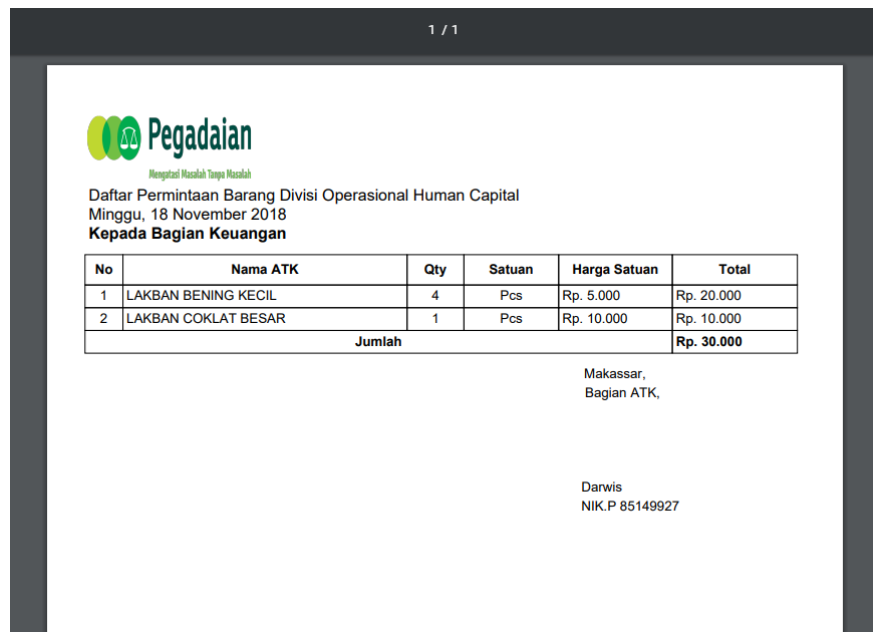 1 / 1
Pegadaian
Mengatasi Masalah Tanpa Masalah
Daftar Permintaan Barang Divisi Operasional Human Capital
Minggu, 18 November 2018
Kepada Bagian Keuangan
No Nama ATK Qty Satuan Harga Satuan Total
1 LAKBAN BENING KECIL 4 Pcs Rp. 5.000 Rp. 20.000
2 LAKBAN COKLAT BESAR 1 Pcs Rp. 10.000 Rp. 10.000
Jumlah Rp. 30.000
Makassar,
Bagian ATK,
Darwis
NIK.P 85149927